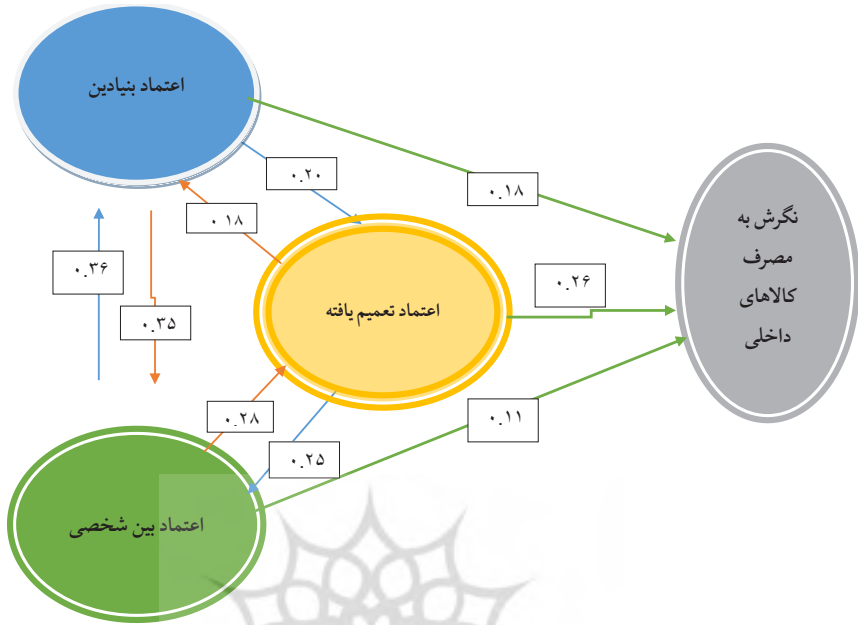 اعتماد بنیادین
۰.۲۰
۰.۱۸
۰.۱۸
نگرش به
مصرف
کالاهای
داخلی
۰.۳۶
۰.۲۶
اعتماد تعمیم یافته
۰.۳۵
۰.۲۸
۰.۱۱
۰.۲۵
اعتماد بین شخصی